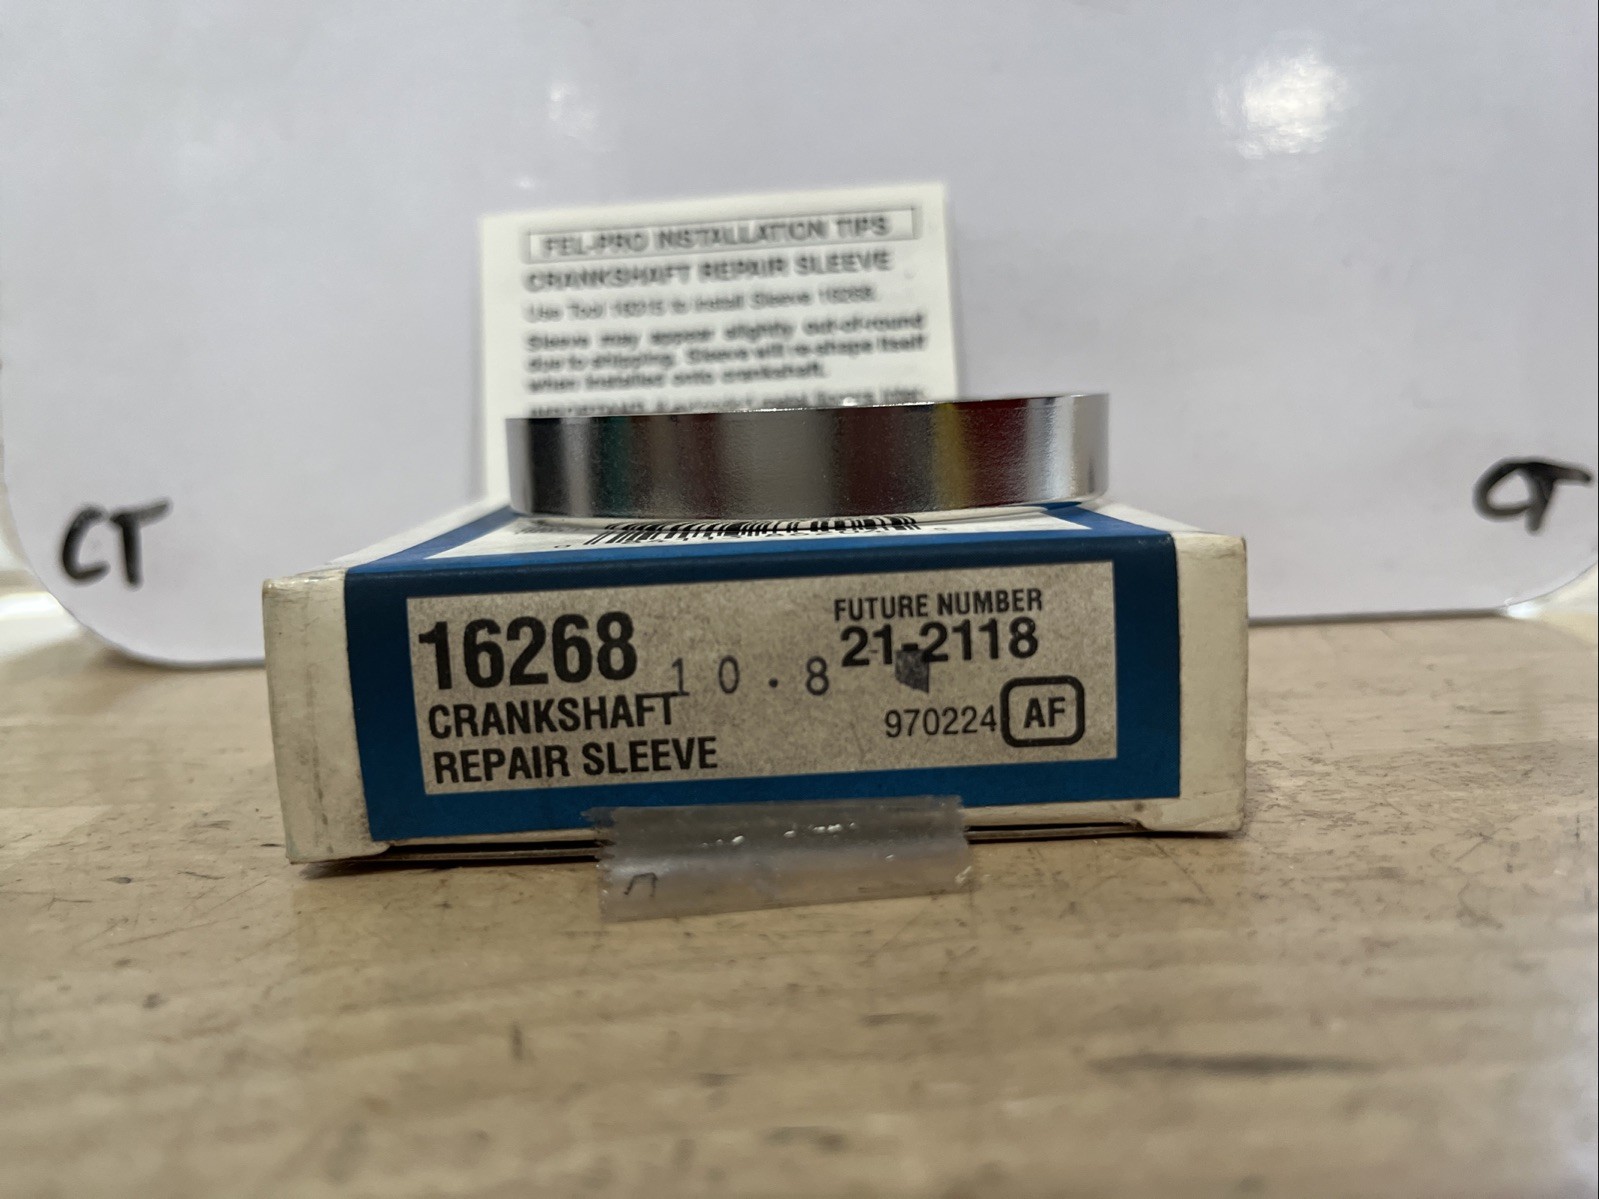 FEL-PRO INSTALLATION TIPS
CRANKSHAFT REPAIR SLEEVE
Use Tool 16215 to install Sleeve 16268.
Sleeve may appear slightly out-of-round
due to shipping. Sleeve will re-shape itself
when installed onto crankshaft.
CT
CT
16268
CRANKSHAFT
REPAIR SLEEVE
10.8
FUTURE NUMBER
21-2118
970224 AF